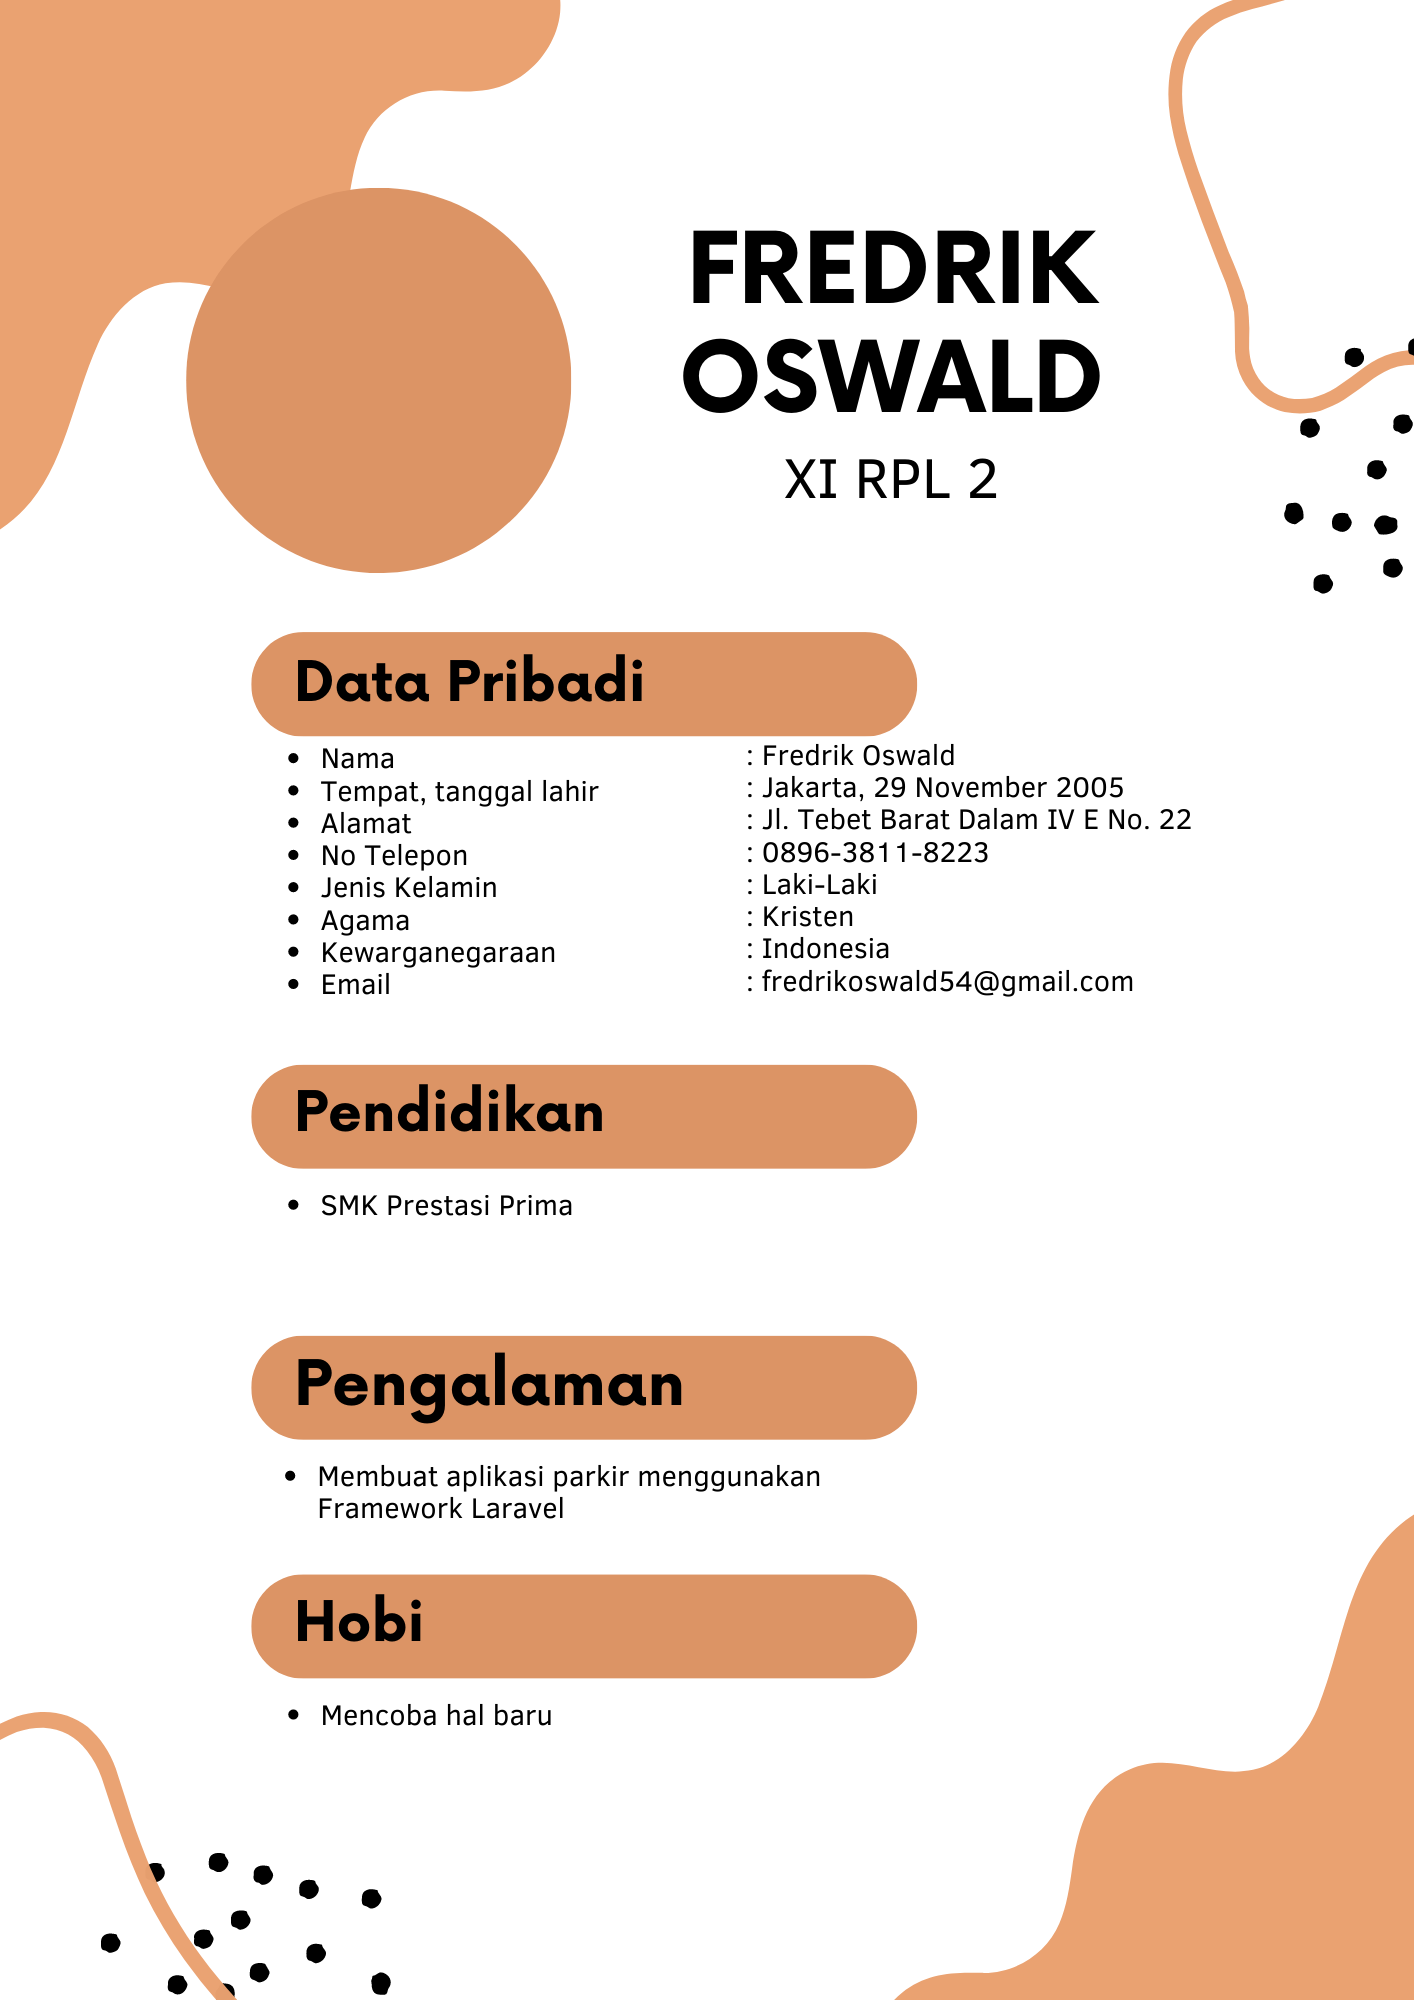 FREDRIK
OSWALD
XI RPL 2
Data Pribadi
• Nama : Fredrik Oswald
• Tempat, tanggal lahir : Jakarta, 29 November 2005
• Alamat : Jl. Tebet Barat Dalam IV E No. 22
• No Telepon : 0896-3811-8223
• Jenis Kelamin : Laki-Laki
• Agama : Kristen
• Kewarganegaraan : Indonesia
• Email : fredrikoswald54@gmail.com
Pendidikan
• SMK Prestasi Prima
Pengalaman
• Membuat aplikasi parkir menggunakan
Framework Laravel
Hobi
• Mencoba hal baru